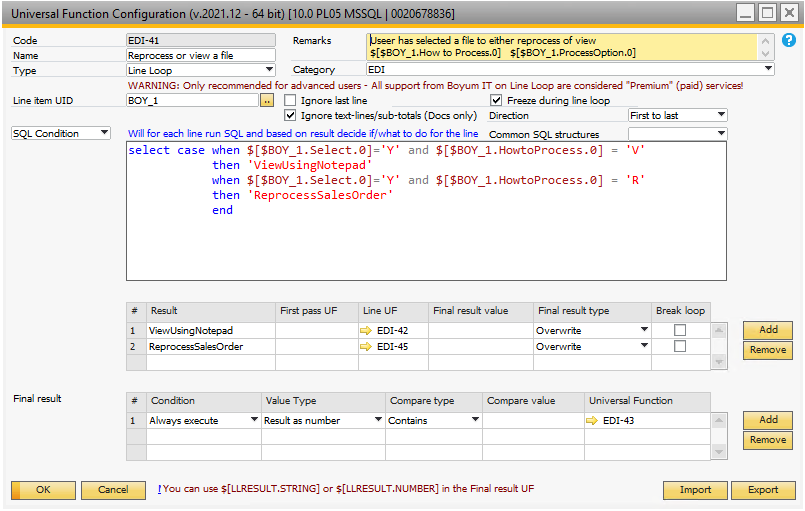 Universal Function Configuration (v.2021.12 - 64 bit) [10.0 PL05 MSSQL | 0020678836]
Code EDI-41 Remarks Useer has selected a file to either reprocess of view
Name Reprocess or view a file $[$BOY_1.How to Process.0] $[$BOY_1.ProcessOption.0]
Type Line Loop Category EDI
WARNING: Only recommended for advanced users - All support from Boyum IT on Line Loop are considered "Premium" (paid) services!
Line item UID BOY_1 .. Ignore last line Freeze during line loop
Ignore text-lines/sub-totals (Docs only) Direction First to last
SQL Condition Will for each line run SQL and based on result decide if/what to do for the line Common SQL structures
select case when $[$BOY_1.Select.0]='Y' and $[$BOY_1.HowtoProcess.0] = 'V'
then 'ViewUsingNotepad'
when $[$BOY_1.Select.0]='Y' and $[$BOY_1.HowtoProcess.0] = 'R'
then 'ReprocessSalesOrder'
end
# Result First pass UF Line UF Final result value Final result type Break loop
1 ViewUsingNotepad EDI-42 Overwrite Add
2 ReprocessSalesOrder EDI-45 Overwrite Remove
Final result # Condition Value Type Compare type Compare value Universal Function
1 Always execute Result as number Contains EDI-43 Add
Remove
OK Cancel !You can use $[LLRESULT.STRING] or $[LLRESULT.NUMBER] in the Final result UF Import Export